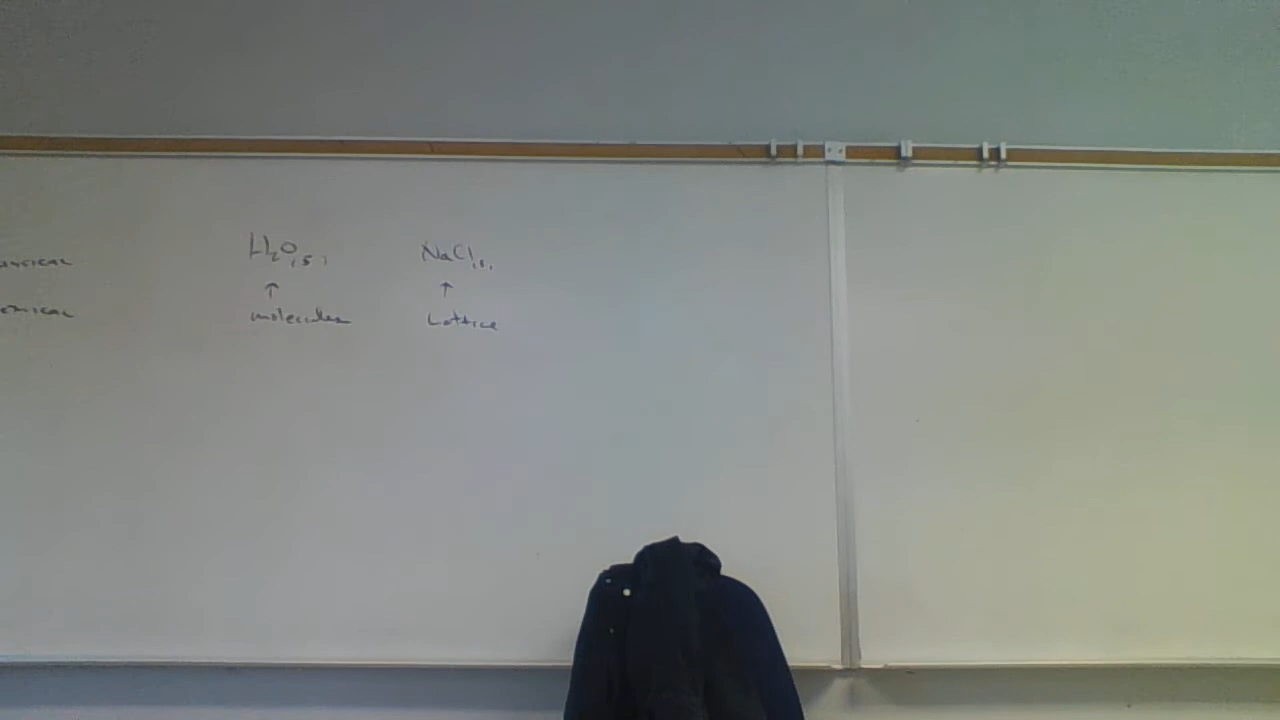 H₂O(s) NaCl(s)
↑ ↑
molecules Lattice